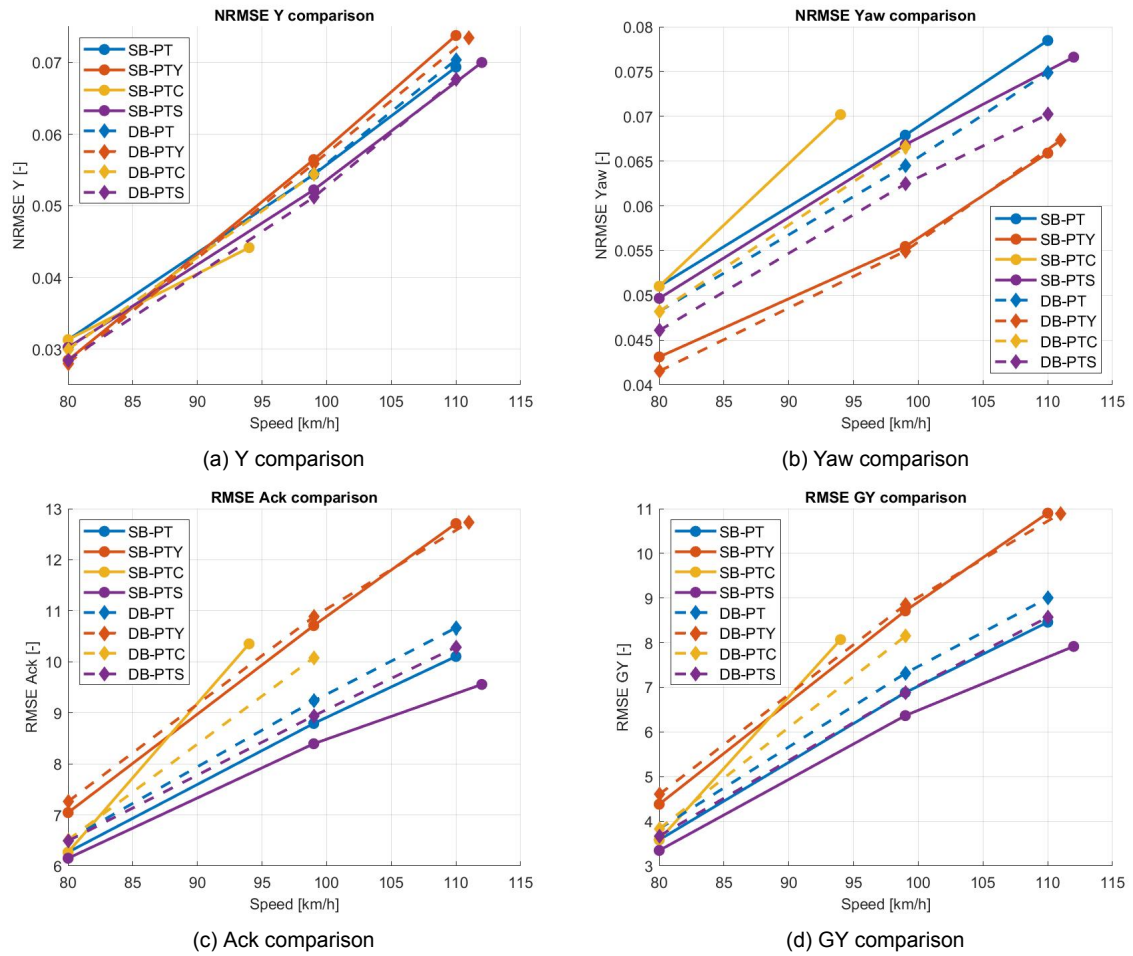 NRMSE Y comparison
NRMSE Y [-]
0.07
0.06
0.05
0.04
0.03
SB-PT
SB-PTY
SB-PTC
SB-PTS
DB-PT
DB-PTY
DB-PTC
DB-PTS
80 85 90 95 100 105 110 115
Speed [km/h]
(a) Y comparison
NRMSE Yaw comparison
NRMSE Yaw [-]
0.08
0.075
0.07
0.065
0.06
0.055
0.05
0.045
0.04
SB-PT
SB-PTY
SB-PTC
SB-PTS
DB-PT
DB-PTY
DB-PTC
DB-PTS
80 85 90 95 100 105 110 115
Speed [km/h]
(b) Yaw comparison
RMSE Ack comparison
RMSE Ack [-]
13
12
11
10
9
8
7
6
SB-PT
SB-PTY
SB-PTC
SB-PTS
DB-PT
DB-PTY
DB-PTC
DB-PTS
80 85 90 95 100 105 110 115
Speed [km/h]
(c) Ack comparison
RMSE GY comparison
RMSE GY [-]
11
10
9
8
7
6
5
4
3
SB-PT
SB-PTY
SB-PTC
SB-PTS
DB-PT
DB-PTY
DB-PTC
DB-PTS
80 85 90 95 100 105 110 115
Speed [km/h]
(d) GY comparison